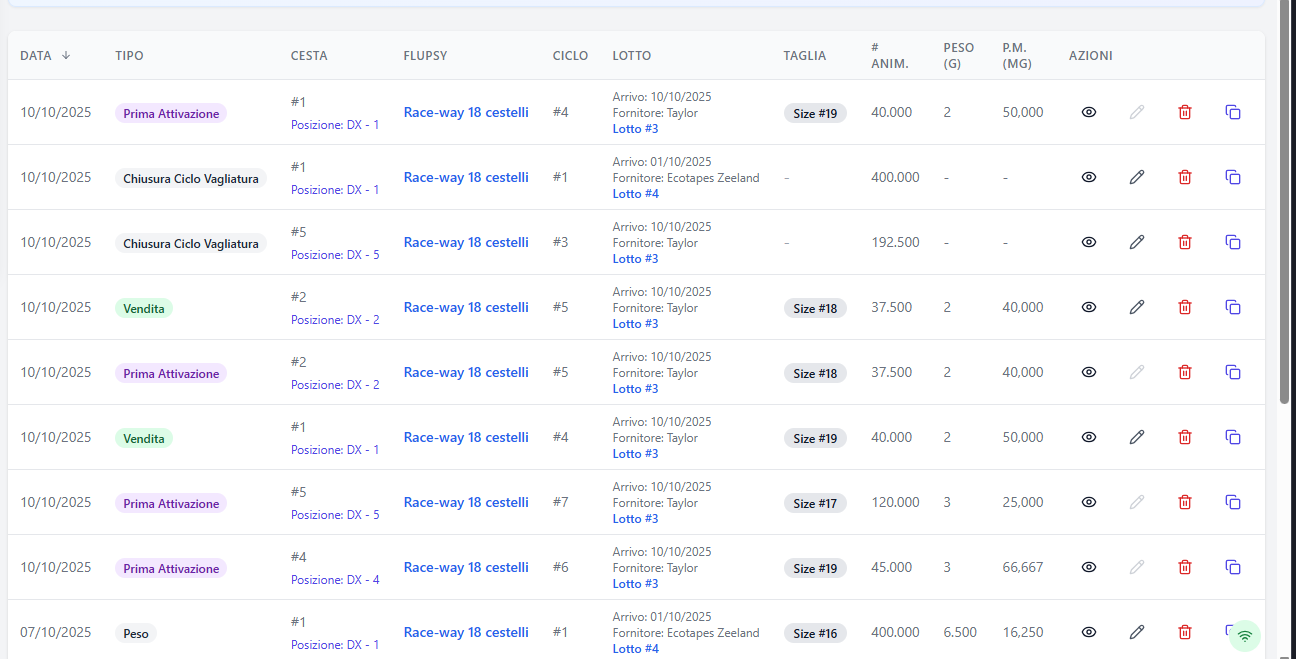 DATA ↓ TIPO CESTA FLUPSY CICLO LOTTO TAGLIA # ANIM. PESO (G) P.M. (MG) AZIONI
10/10/2025 Prima Attivazione #1 Posizione: DX - 1 Race-way 18 cestelli #4 Arrivo: 10/10/2025 Fornitore: Taylor Lotto #3 Size #19 40.000 2 50,000
10/10/2025 Chiusura Ciclo Vagliatura #1 Posizione: DX - 1 Race-way 18 cestelli #1 Arrivo: 01/10/2025 Fornitore: Ecotapes Zeeland Lotto #4 - 400.000 - -
10/10/2025 Chiusura Ciclo Vagliatura #5 Posizione: DX - 5 Race-way 18 cestelli #3 Arrivo: 10/10/2025 Fornitore: Taylor Lotto #3 - 192.500 - -
10/10/2025 Vendita #2 Posizione: DX - 2 Race-way 18 cestelli #5 Arrivo: 10/10/2025 Fornitore: Taylor Lotto #3 Size #18 37.500 2 40,000
10/10/2025 Prima Attivazione #2 Posizione: DX - 2 Race-way 18 cestelli #5 Arrivo: 10/10/2025 Fornitore: Taylor Lotto #3 Size #18 37.500 2 40,000
10/10/2025 Vendita #1 Posizione: DX - 1 Race-way 18 cestelli #4 Arrivo: 10/10/2025 Fornitore: Taylor Lotto #3 Size #19 40.000 2 50,000
10/10/2025 Prima Attivazione #5 Posizione: DX - 5 Race-way 18 cestelli #7 Arrivo: 10/10/2025 Fornitore: Taylor Lotto #3 Size #17 120.000 3 25,000
10/10/2025 Prima Attivazione #4 Posizione: DX - 4 Race-way 18 cestelli #6 Arrivo: 10/10/2025 Fornitore: Taylor Lotto #3 Size #19 45.000 3 66,667
07/10/2025 Peso #1 Posizione: DX - 1 Race-way 18 cestelli #1 Arrivo: 01/10/2025 Fornitore: Ecotapes Zeeland Lotto #4 Size #16 400.000 6.500 16,250